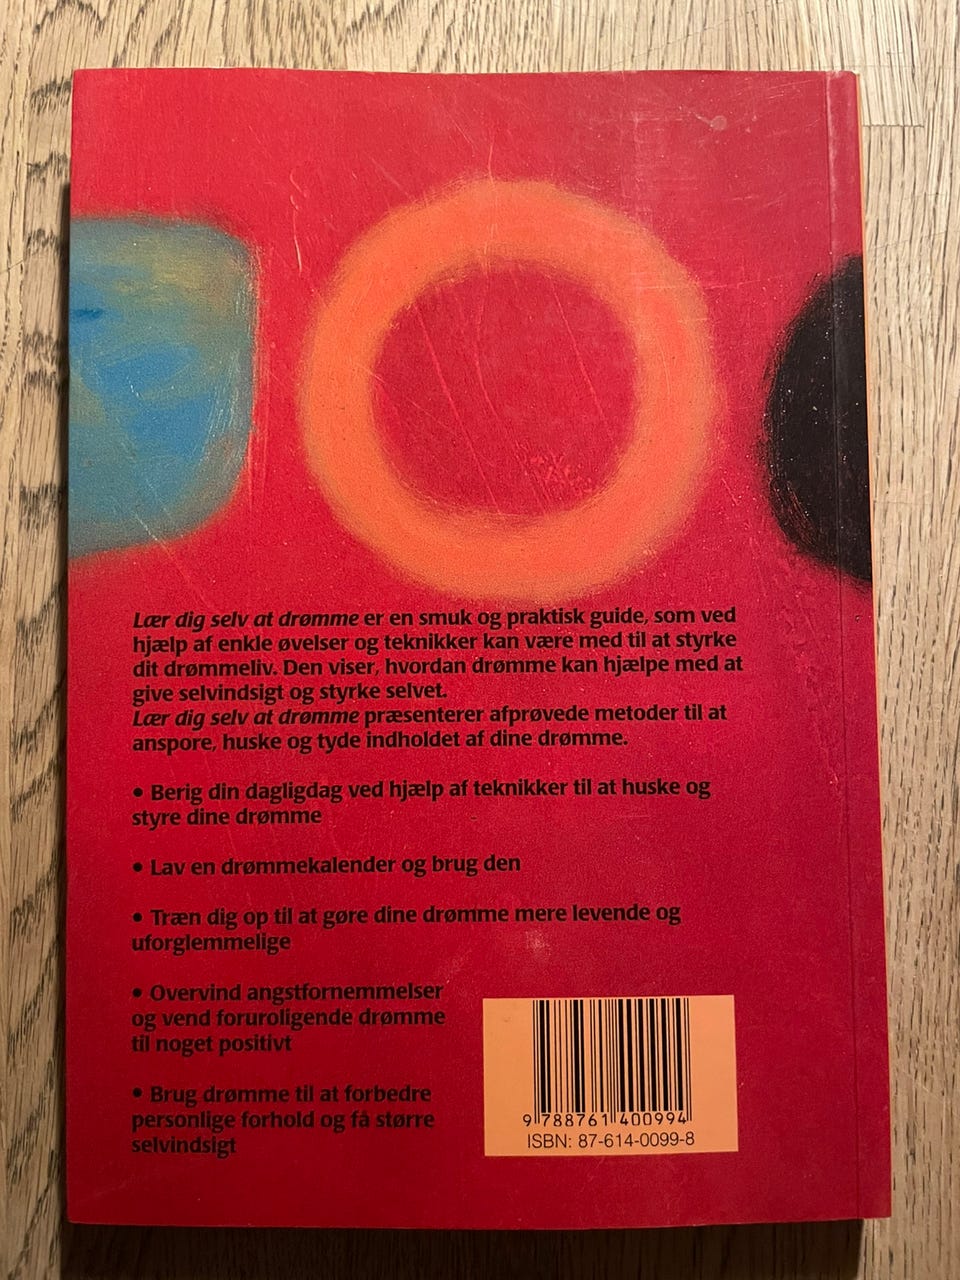 Lær dig selv at drømme er en smuk og praktisk guide, som ved
hjælp af enkle øvelser og teknikker kan være med til at styrke
dit drømmeliv. Den viser, hvordan drømme kan hjælpe med at
give selvindsigt og styrke selvet.
Lær dig selv at drømme præsenterer afprøvede metoder til at
anspore, huske og tyde indholdet af dine drømme.
• Berig din dagligdag ved hjælp af teknikker til at huske og
styre dine drømme
• Lav en drømmekalender og brug den
• Træn dig op til at gøre dine drømme mere levende og
uforglemmelige
• Overvind angstfornemmelser
og vend foruroligende drømme
til noget positivt
• Brug drømme til at forbedre
personlige forhold og få større
selvindsigt
9 788761 400994
ISBN: 87-614-0099-8